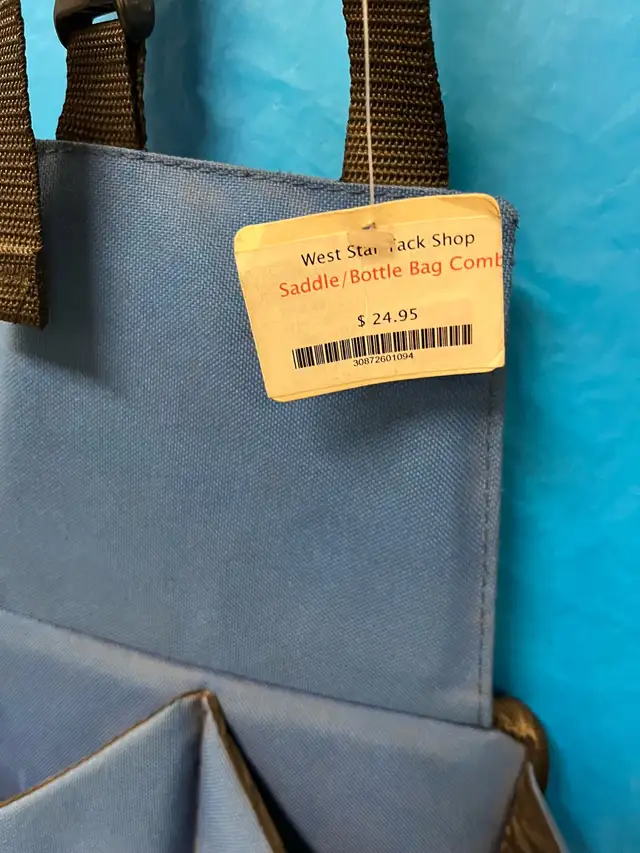 West Star Tack Shop
Saddle/Bottle Bag Comb
$ 24.95
30872601094